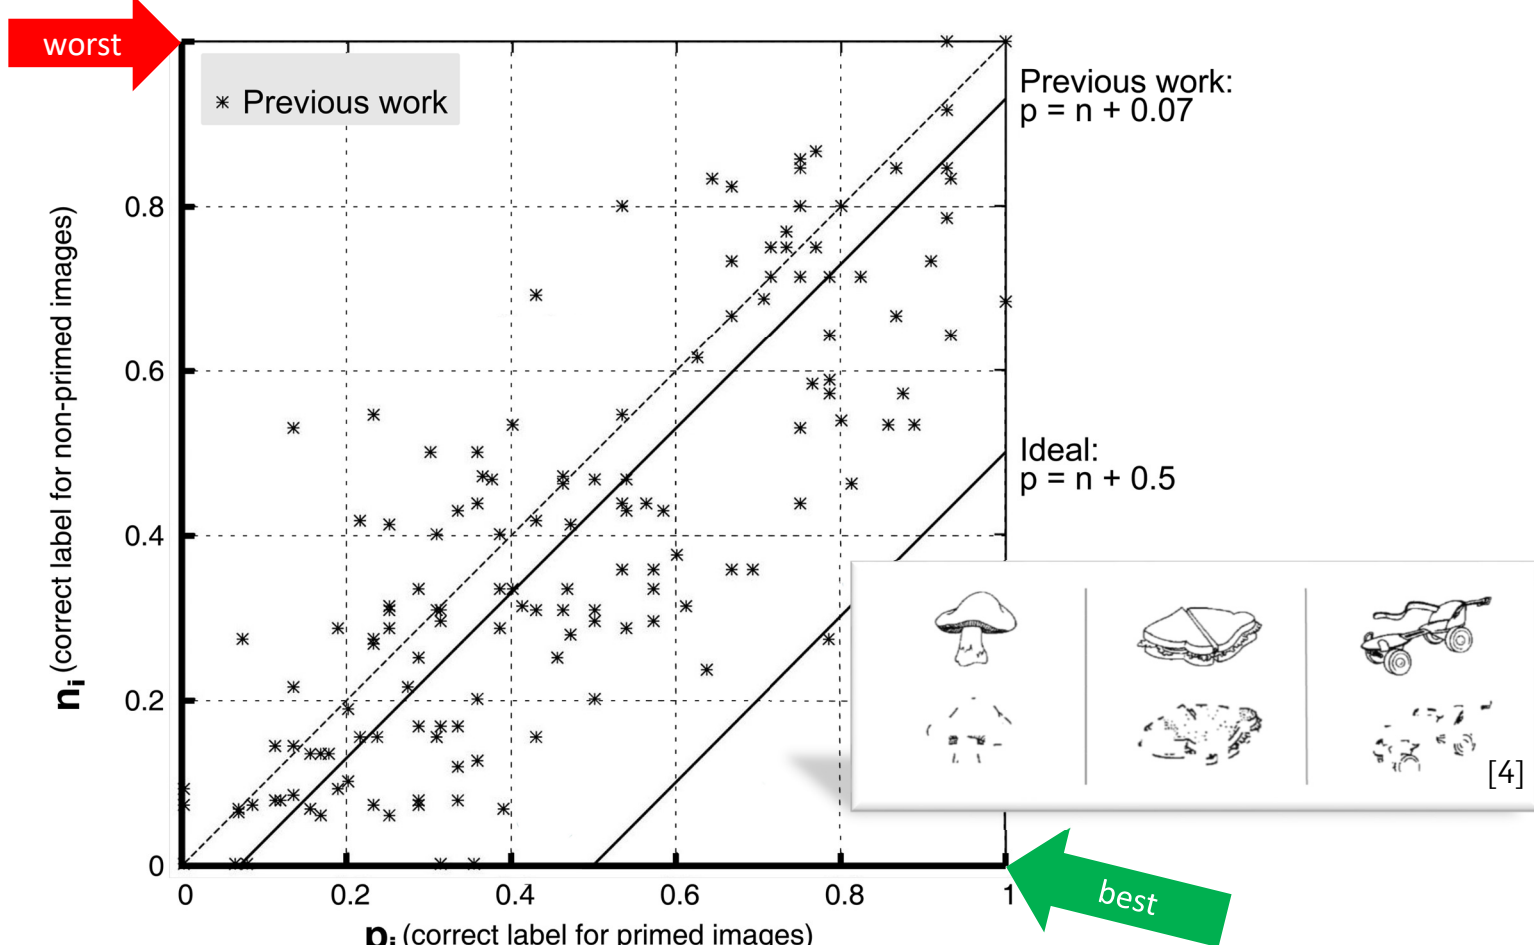 worst
Previous work
Previous work:
p = n + 0.07
0.8
0.6
Ideal:
p = n + 0.5
0.4
0.2
0
[4]
0 0.2 0.4 0.6 0.8 1
best
nᵢ (correct label for non-primed images)
pᵢ (correct label for primed images)